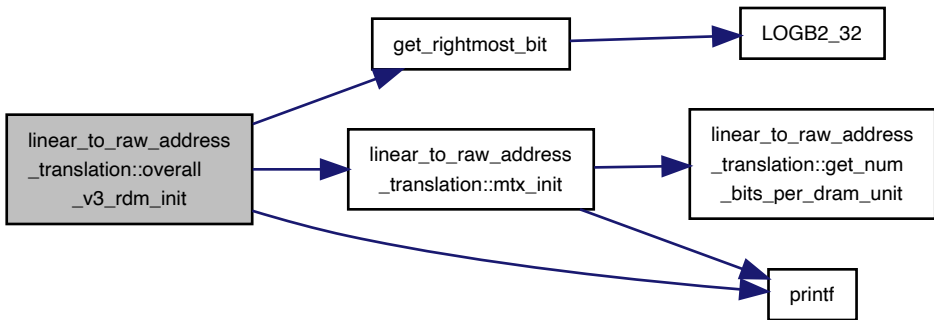 linear_to_raw_address
_translation::overall
_v3_rdm_init
get_rightmost_bit
LOGB2_32
linear_to_raw_address
_translation::mtx_init
linear_to_raw_address
_translation::get_num
_bits_per_dram_unit
printf